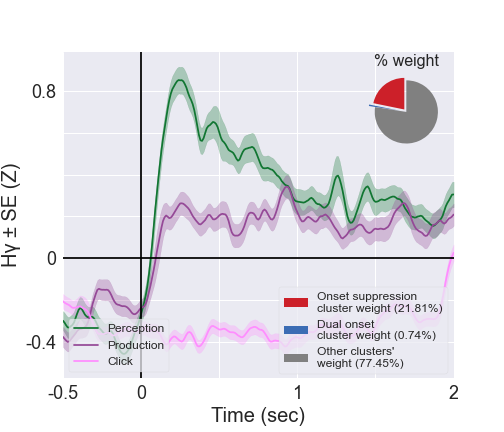 % weight
Hγ ± SE (Z)
0.8
0
-0.4
Perception
Production
Click
Onset suppression
cluster weight (21.81%)
Dual onset
cluster weight (0.74%)
Other clusters'
weight (77.45%)
-0.5
0
1
2
Time (sec)